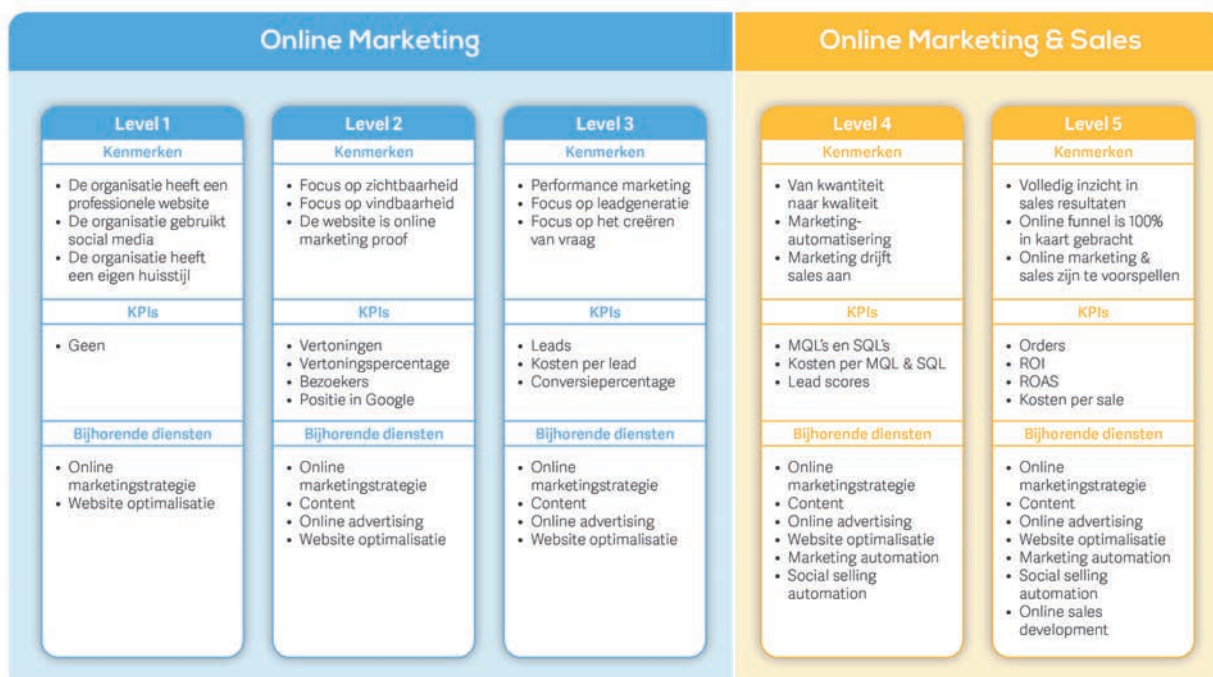 Online Marketing
Online Marketing & Sales
Level 1
Kenmerken
• De organisatie heeft een
professionele website
• De organisatie gebruikt
social media
• De organisatie heeft
een eigen huisstijl
KPIs
• Geen
Bijhorende diensten
• Online
marketingstrategie
• Website optimalisatie
Level 2
Kenmerken
• Focus op zichtbaarheid
• Focus op vindbaarheid
• De website is online
marketing proof
KPIs
• Vertoningen
• Vertoningspercentage
• Bezoekers
• Positie in Google
Bijhorende diensten
• Online
marketingstrategie
• Content
• Online advertising
• Website optimalisatie
Level 3
Kenmerken
• Performance marketing
• Focus op leadgeneratie
• Focus op het creëren
van vraag
KPIs
• Leads
• Kosten per lead
• Conversiepercentage
Bijhorende diensten
• Online
marketingstrategie
• Content
• Online advertising
• Website optimalisatie
Level 4
Kenmerken
• Van kwantiteit
naar kwaliteit
• Marketing-
automatisering
• Marketing drijft
sales aan
KPIs
• MQL's en SQL's
• Kosten per MQL & SQL
• Lead scores
Bijhorende diensten
• Online
marketingstrategie
• Content
• Online advertising
• Website optimalisatie
• Marketing automation
• Social selling
automation
Level 5
Kenmerken
• Volledig inzicht in
sales resultaten
• Online funnel is 100%
in kaart gebracht
• Online marketing &
sales zijn te voorspellen
KPIs
• Orders
• ROI
• ROAS
• Kosten per sale
Bijhorende diensten
• Online
marketingstrategie
• Content
• Online advertising
• Website optimalisatie
• Marketing automation
• Social selling
automation
• Online sales
development